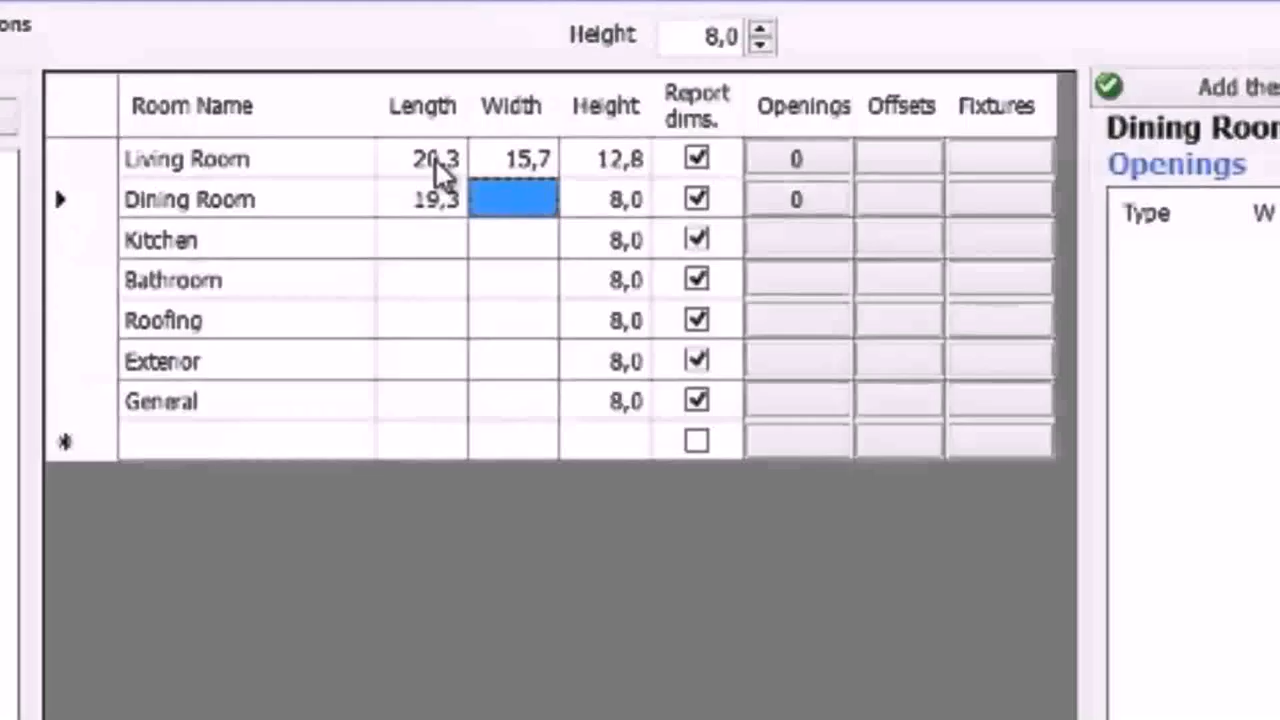 ons
Height 8,0
Room Name Length Width Height Report dims. Openings Offsets Fixtures
Living Room 20,3 15,7 12,8 0
Dining Room 19,3 8,0 0
Kitchen 8,0
Bathroom 8,0
Roofing 8,0
Exterior 8,0
General 8,0
Add the
Dining Roo
Openings
Type W